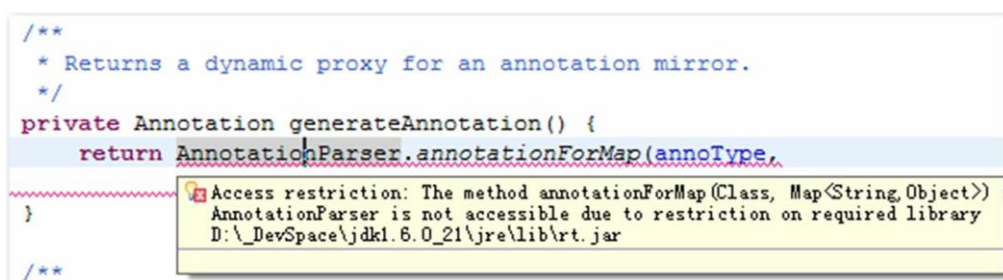 /**
 * Returns a dynamic proxy for an annotation mirror.
 */
private Annotation generateAnnotation() {
    return AnnotationParser.annotationForMap(annoType,
Access restriction: The method annotationForMap(Class, Map<String,Object>)
AnnotationParser is not accessible due to restriction on required library
D:\_DevSpace\jdk1.6.0_21\jre\lib\rt.jar
}
/**